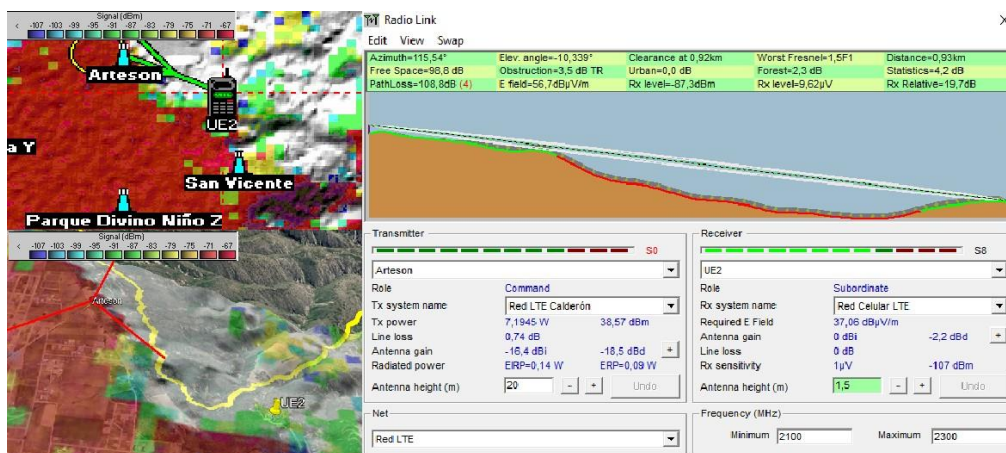 Signal (dBm)
< -107 -103 -99 -95 -91 -87 -83 -79 -75 -71 -67
Arteson
UE2
a Y
San Vicente
Parque Divino Niño Z
Signal (dBm)
< -107 -103 -99 -95 -91 -87 -83 -79 -75 -71 -67
Arteson
UE2
Radio Link
Edit View Swap
Azimuth=115,54° Elev. angle=-10,339° Clearance at 0,92km Worst Fresnel=1,5F1 Distance=0,93km
Free Space=98,8 dB Obstruction=3,5 dB TR Urban=0,0 dB Forest=2,3 dB Statistics=4,2 dB
PathLoss=108,8dB (4) E field=56,7dBµV/m Rx level=-87,3dBm Rx level=9,62µV Rx Relative=19,7dB
Transmitter
S0
Arteson
Role Command
Tx system name Red LTE Calderón
Tx power 7,1945 W 38,57 dBm
Line loss 0,74 dB
Antenna gain -16,4 dBi -18,5 dBd +
Radiated power EIRP=0,14 W ERP=0,09 W
Antenna height (m) 20 - + Undo
Net
Red LTE
Receiver
S8
UE2
Role Subordinate
Rx system name Red Celular LTE
Required E Field 37,06 dBµV/m
Antenna gain 0 dBi -2,2 dBd +
Line loss 0 dB
Rx sensitivity 1µV -107 dBm
Antenna height (m) 1,5 - + Undo
Frequency (MHz)
Minimum 2100 Maximum 2300